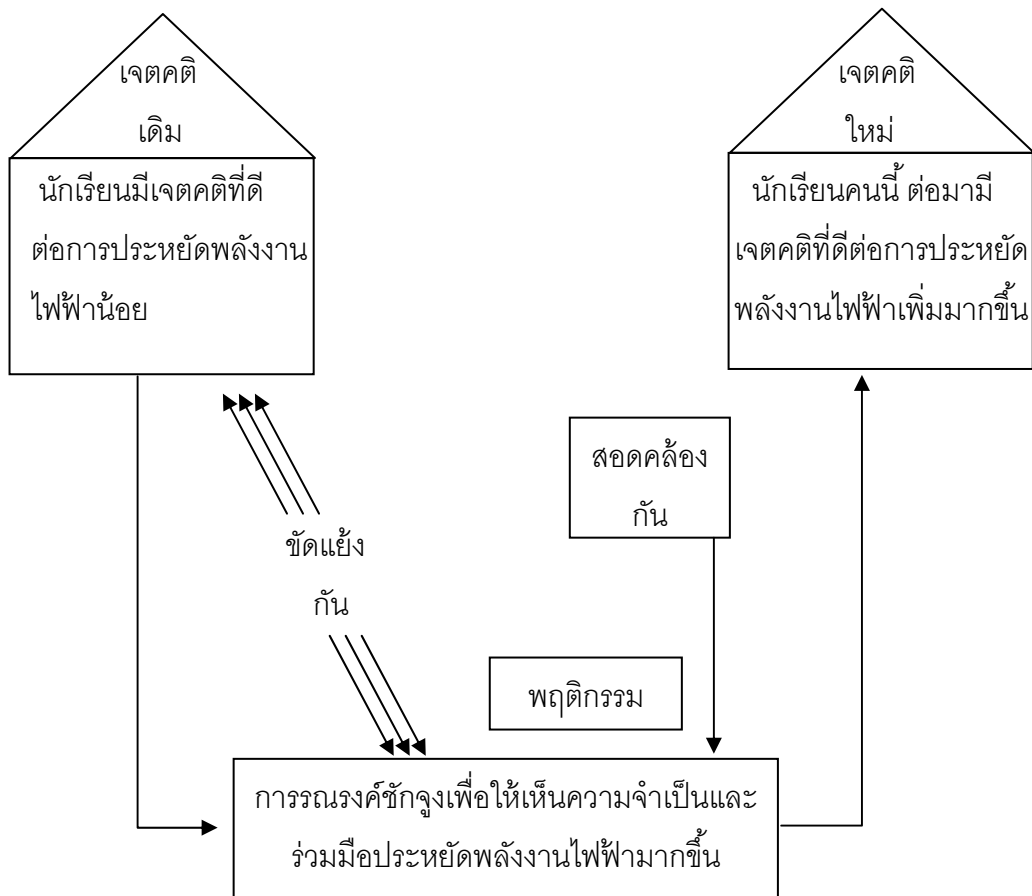 เจตคติ
เดิม
นักเรียนมีเจตคติที่ดี
ต่อการประหยัดพลังงาน
ไฟฟ้าน้อย
เจตคติ
ใหม่
นักเรียนคนนี้ ต่อมามี
เจตคติที่ดีต่อการประหยัด
พลังงานไฟฟ้าเพิ่มมากขึ้น
สอดคล้อง
กัน
ขัดแย้ง
กัน
พฤติกรรม
การรณรงค์ชักจูงเพื่อให้เห็นความจำเป็นและ
ร่วมมือประหยัดพลังงานไฟฟ้ามากขึ้น